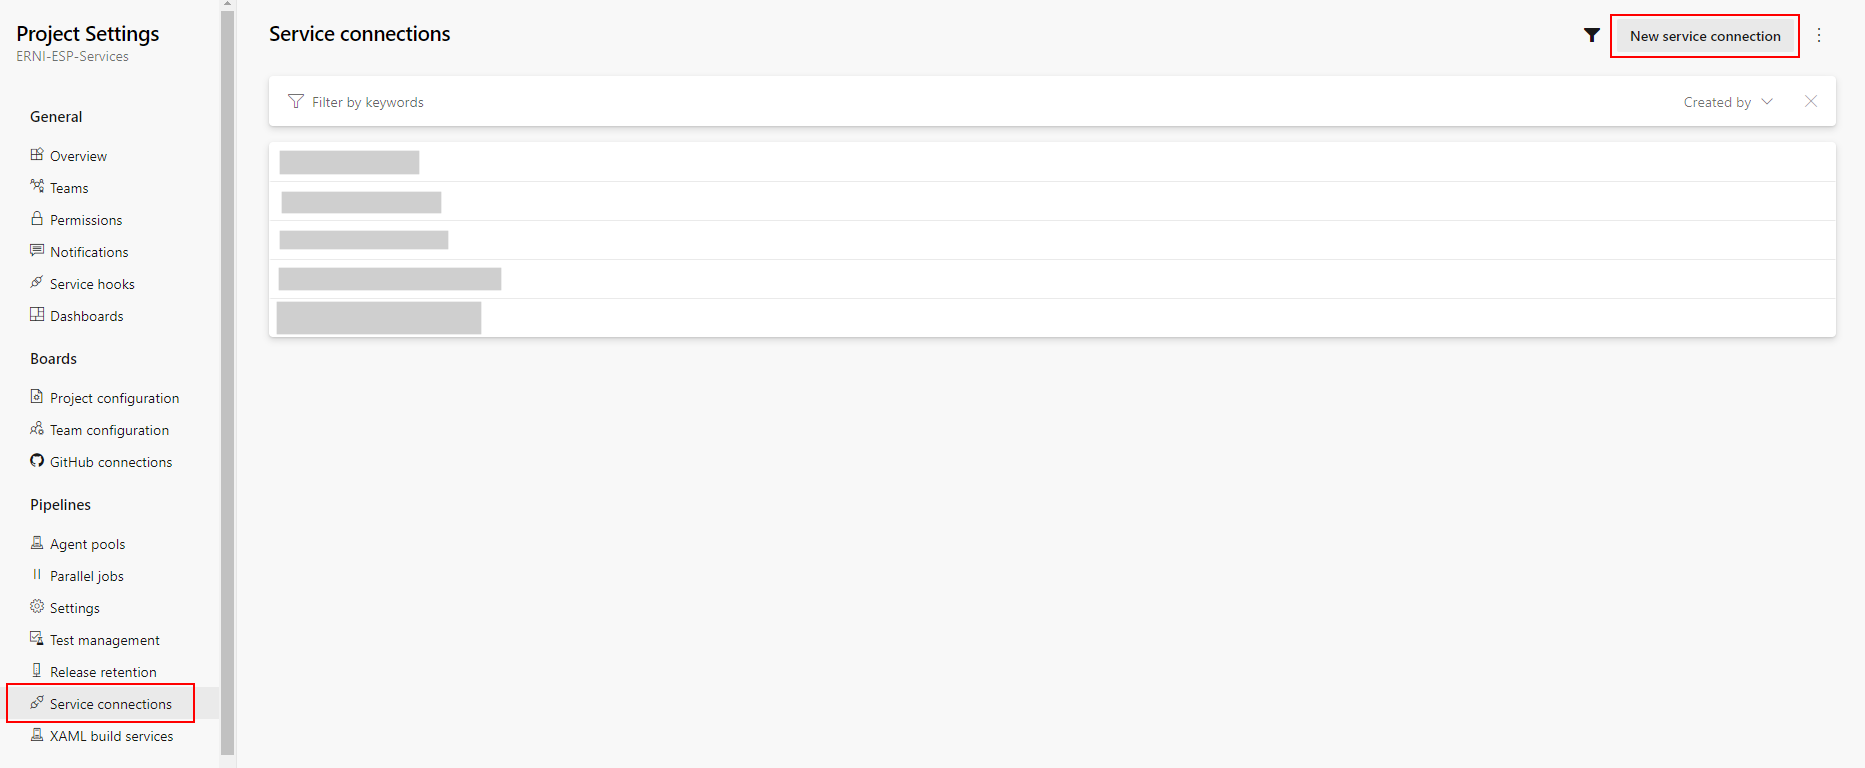 Project Settings
ERNI-ESP-Services
General
Overview
Teams
Permissions
Notifications
Service hooks
Dashboards
Boards
Project configuration
Team configuration
GitHub connections
Pipelines
Agent pools
Parallel jobs
Settings
Test management
Release retention
Service connections
XAML build services
Service connections
New service connection
Filter by keywords
Created by